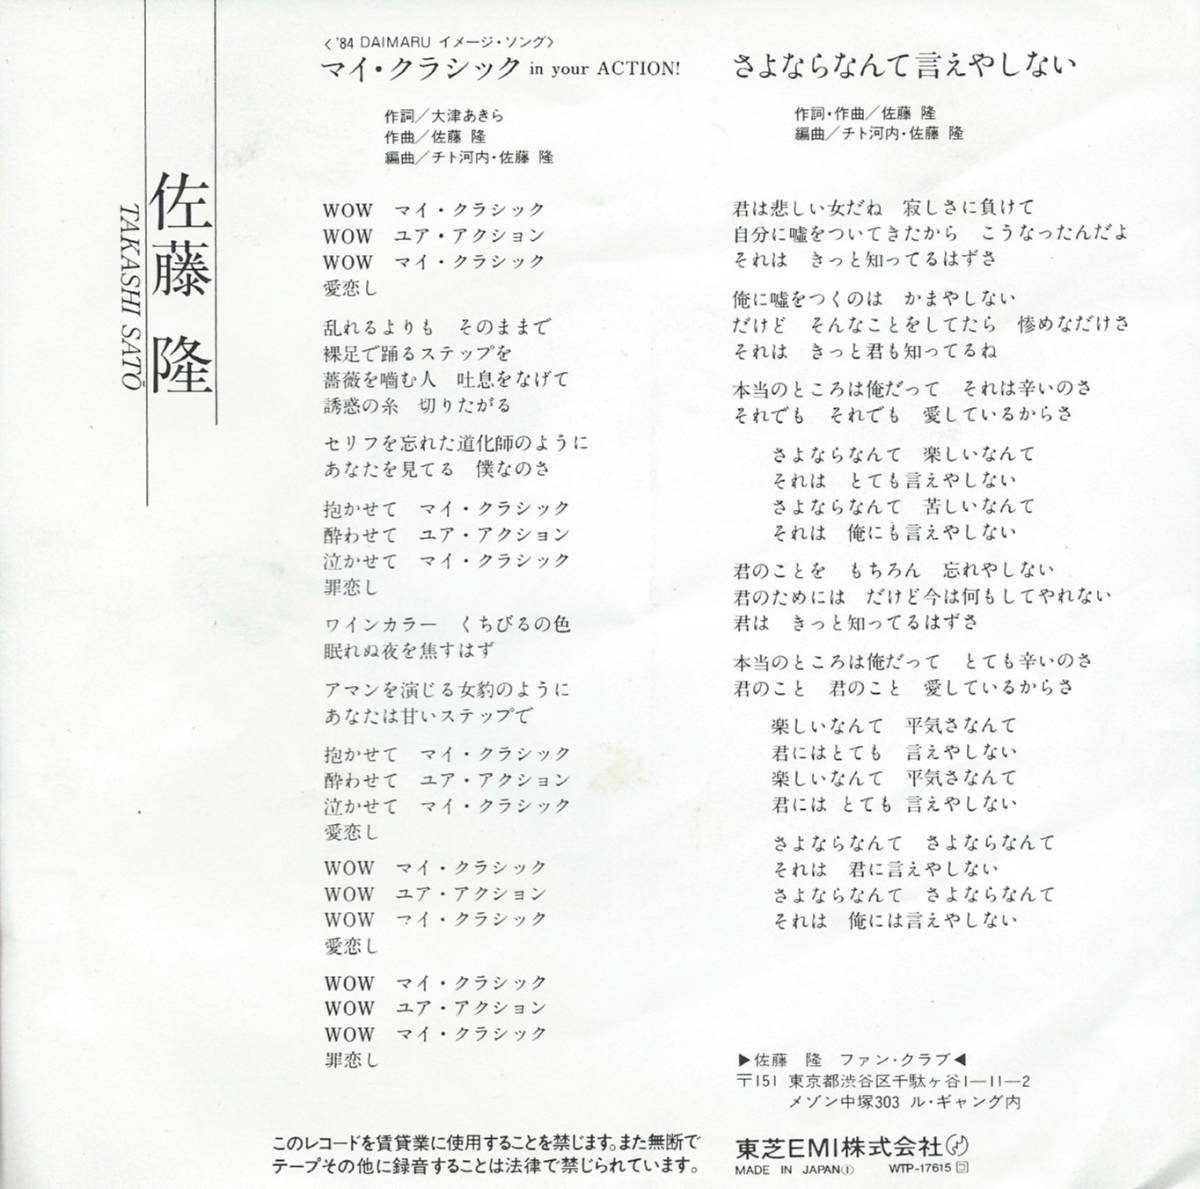 佐藤 隆
TAKASHI SATŌ
〈'84 DAIMARU イメージ・ソング〉
マイ・クラシック in your ACTION!
作詞／大津あきら
作曲／佐藤 隆
編曲／チト河内・佐藤 隆
WOW マイ・クラシック
WOW ユア・アクション
WOW マイ・クラシック
愛恋し
乱れるよりも そのままで
裸足で踊るステップを
薔薇を嚙む人 吐息をなげて
誘惑の糸 切りたがる
セリフを忘れた道化師のように
あなたを見てる 僕なのさ
抱かせて マイ・クラシック
酔わせて ユア・アクション
泣かせて マイ・クラシック
罪恋し
ワインカラー くちびるの色
眠れぬ夜を焦すはず
アマンを演じる女豹のように
あなたは甘いステップで
抱かせて マイ・クラシック
酔わせて ユア・アクション
泣かせて マイ・クラシック
愛恋し
WOW マイ・クラシック
WOW ユア・アクション
WOW マイ・クラシック
愛恋し
WOW マイ・クラシック
WOW ユア・アクション
WOW マイ・クラシック
罪恋し
さよならなんて言えやしない
作詞・作曲／佐藤 隆
編曲／チト河内・佐藤 隆
君は悲しい女だね 寂しさに負けて
自分に嘘をついてきたから こうなったんだよ
それは きっと知ってるはずさ
俺に嘘をつくのは かまやしない
だけど そんなことをしてたら 惨めなだけさ
それは きっと君も知ってるね
本当のところは俺だって それは辛いのさ
それでも それでも 愛しているからさ
さよならなんて 楽しいなんて
それは とても言えやしない
さよならなんて 苦しいなんて
それは 俺にも言えやしない
君のことを もちろん 忘れやしない
君のためには だけど今は何もしてやれない
君は きっと知ってるはずさ
本当のところは俺だって とても辛いのさ
君のこと 君のこと 愛しているからさ
楽しいなんて 平気さなんて
君にはとても 言えやしない
楽しいなんて 平気さなんて
君には とても 言えやしない
さよならなんて さよならなんて
それは 君に言えやしない
さよならなんて さよならなんて
それは 俺には言えやしない
▶佐藤 隆 ファン・クラブ◀
〒151 東京都渋谷区千駄ヶ谷1—11—2
メゾン中塚303 ル・ギャング内
このレコードを賃貸業に使用することを禁じます。また無断で
テープその他に録音することは法律で禁じられています。
東芝EMI株式会社
MADE IN JAPAN① WTP-17615